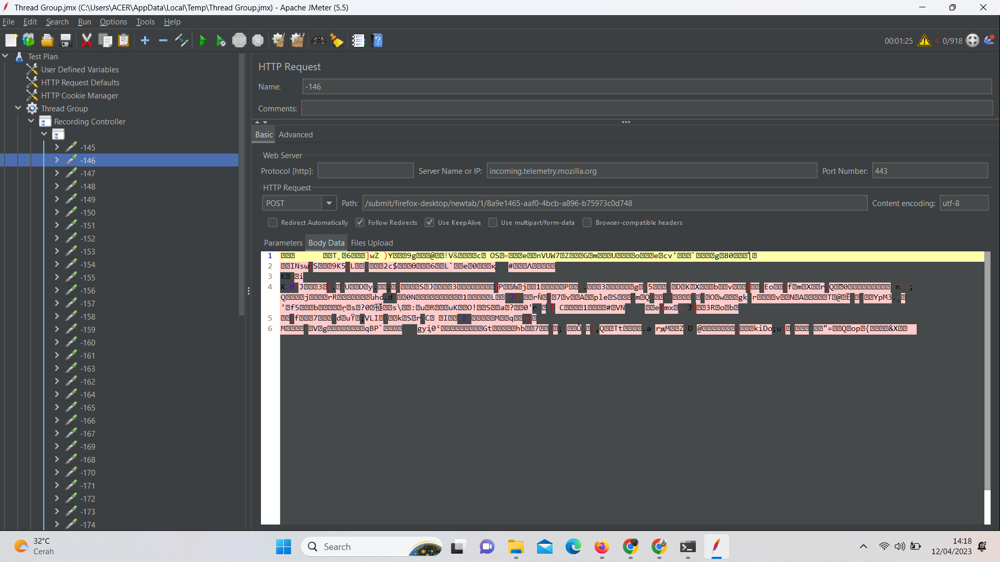 Thread Group.jmx (C:\Users\ACER\AppData\Local\Temp\Thread Group.jmx) - Apache JMeter (5.5)
File Edit Search Run Options Tools Help
00:01:25 4 0/918
Test Plan
User Defined Variables
HTTP Request Defaults
HTTP Cookie Manager
Thread Group
Recording Controller
-145
-146
-147
-148
-149
-150
-151
-152
-153
-154
-155
-156
-157
-158
-159
-160
-161
-163
-162
-164
-165
-166
-167
-169
-168
-170
-171
-172
-173
-174
HTTP Request
Name: -146
Comments:
Basic Advanced
Web Server
Protocol [http]: Server Name or IP: incoming.telemetry.mozilla.org Port Number: 443
HTTP Request
POST Path: /submit/firefox-desktop/newtab/1/8a9e1465-aaf0-4bcb-a896-b75973c0d748 Content encoding: utf-8
Redirect Automatically Follow Redirects Use KeepAlive Use multipart/form-data Browser-compatible headers
Parameters Body Data Files Upload
1
2
3
4
5
6
32°C
Cerah
Search
14:18
12/04/2023